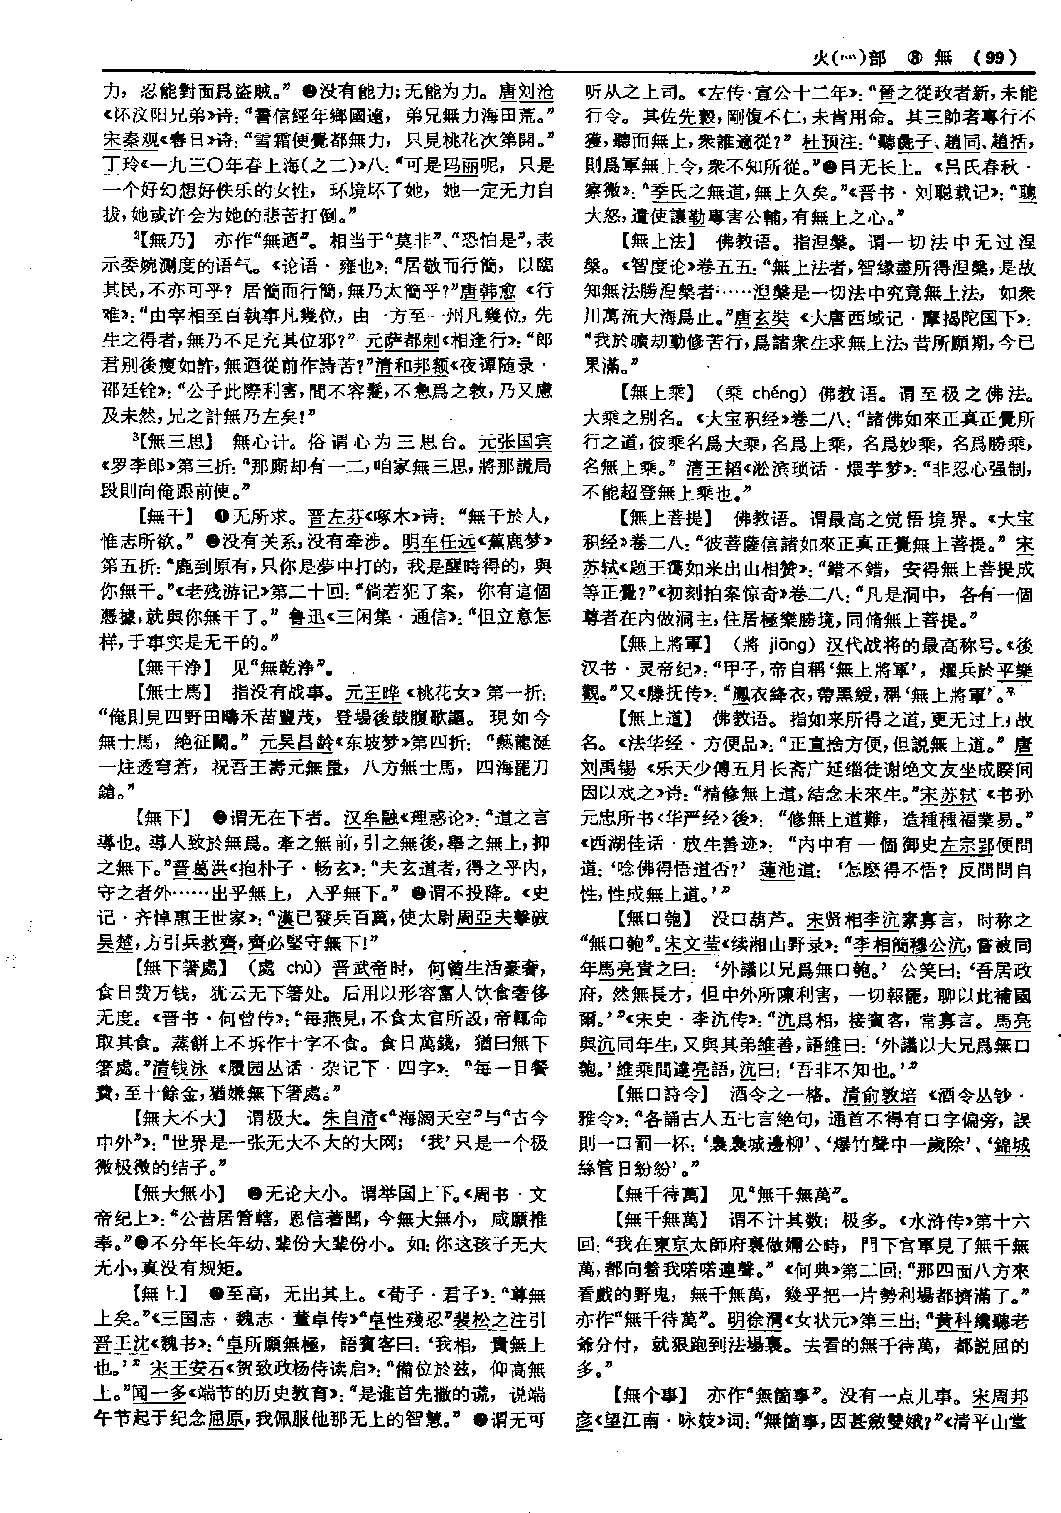 火(灬)部 ⑧ 無 (99)
力，忍能對面爲盜賊。” ❷没有能力；无能为力。唐刘沧
《怀汶阳兄弟》诗：“書信經年鄉國遠，弟兄無力海田荒。”
宋秦观《春日》诗：“雪霜便覺都無力，只見桃花次第開。”
丁玲《一九三〇年春上海(之二)》八：“可是玛丽呢，只是
一个好幻想好快乐的女性，环境坏了她，她一定无力自
拔，她或许会为她的悲苦打倒。”
²【無乃】 亦作“無迺”。相当于“莫非”、“恐怕是”，表
示委婉测度的语气。《论语·雍也》：“居敬而行簡，以臨
其民，不亦可乎？居簡而行簡，無乃太簡乎？”唐韩愈《行
难》：“由宰相至百執事凡幾位，由一方至一州凡幾位，先
生之得者，無乃不足充其位邪？”元萨都剌《相逢行》：“郎
君别後瘦如許，無迺從前作詩苦？”清和邦额《夜谭随录·
邵廷铨》：“公子此際利害，間不容髮，不急爲之救，乃又慮
及未然，兄之計無乃左矣！”
³【無三思】 無心计。俗谓心为三思台。元张国宾
《罗李郎》第三折：“那廝却有一二，咱家無三思，將那謊局
段則向俺跟前使。”
【無干】 ❶无所求。晋左芬《啄木》诗：“無干於人，
惟志所欲。” ❷没有关系，没有牵涉。明车任远《蕉鹿梦》
第五折：“鹿到原有，只你是夢中打的，我是醒時得的，與
你無干。”《老残游记》第二十回：“倘若犯了案，你有這個
憑據，就與你無干了。” 鲁迅《三闲集·通信》：“但立意怎
样，于事实是无干的。”
【無干净】 见“無乾浄”。
【無士馬】 指没有战事。元王晔《桃花女》第一折：
“俺則見四野田疇禾苗豐茂，登場後鼓腹歌謳。現如今
無士馬，絶征鬭。” 元吴昌龄《东坡梦》第四折：“爇龍涎
一炷透穹蒼，祝吾王壽元無量，八方無士馬，四海罷刀
鎗。”
【無下】 ❶谓无在下者。汉牟融《理惑论》：“道之言
導也。導人致於無爲。牽之無前，引之無後，舉之無上，抑
之無下。”晋葛洪《抱朴子·畅玄》：“夫玄道者，得之乎内，
守之者外……出乎無上，入乎無下。” ❷谓不投降。《史
记·齐悼惠王世家》：“漢已發兵百萬，使太尉周亞夫擊破
吴楚，方引兵救齊，齊必堅守無下！”
【無下箸處】 (處 chù) 晋武帝时，何曾生活豪奢，
食日费万钱，犹云无下箸处。后用以形容富人饮食奢侈
无度。《晋书·何曾传》：“每燕見，不食太官所設，帝輒命
取其食。蒸餅上不坼作十字不食。食日萬錢，猶曰無下
箸處。”清钱泳《履园丛话·杂记下·四字》：“每一日餐
費，至十餘金，猶嫌無下箸處。”
【無大不大】 谓极大。朱自清《“海阔天空”与“古今
中外”》：“世界是一张无大不大的大网；‘我’只是一个极
微极微的结子。”
【無大無小】 ❶无论大小。谓举国上下。《周书·文
帝纪上》：“公昔居管轄，恩信著聞，今無大無小，咸願推
奉。”❷不分年长年幼、辈份大辈份小。如：你这孩子无大
无小，真没有规矩。
【無上】 ❶至高，无出其上。《荀子·君子》：“尊無
上矣。”《三国志·魏志·董卓传》“卓性殘忍”裴松之注引
晋王沈《魏书》：“卓所願無極，語賓客曰：‘我相，貴無上
也。’” 宋王安石《贺致政杨侍读启》：“備位於兹，仰高無
上。”闻一多《端节的历史教育》：“是谁首先撒的谎，说端
午节起于纪念屈原，我佩服他那无上的智慧。” ❷谓无可
听从之上司。《左传·宣公十二年》：“晉之從政者新，未能
行令。其佐先縠，剛愎不仁，未肯用命。其三帥者專行不
獲，聽而無上，衆誰適從？” 杜预注：“聽彘子、趙同、趙括，
則爲軍無上令，衆不知所從。”❸目无长上。《吕氏春秋·
察微》：“季氏之無道，無上久矣。”《晋书·刘聪载记》：“聰
大怒，遣使讓勒專害公輔，有無上之心。”
【無上法】 佛教语。指涅槃。谓一切法中无过涅
槃。《智度论》卷五五：“無上法者，智緣盡所得涅槃，是故
知無法勝涅槃者……涅槃是一切法中究竟無上法，如衆
川萬流大海爲止。”唐玄奘《大唐西域记·摩揭陀国下》：
“我於曠劫勤修苦行，爲諸衆生求無上法，昔所願期，今已
果滿。”
【無上乘】 (乘 chéng) 佛教语。谓至极之佛法。
大乘之别名。《大宝积经》卷二八：“諸佛如來正真正覺所
行之道，彼乘名爲大乘，名爲上乘，名爲妙乘，名爲勝乘，
名無上乘。” 清王韬《淞滨琐话·煨芋梦》：“非忍心强制，
不能超登無上乘也。”
【無上菩提】 佛教语。谓最高之觉悟境界。《大宝
积经》卷二八：“彼菩薩信諸如來正真正覺無上菩提。” 宋
苏轼《题王霭如来出山相赞》：“錯不錯，安得無上菩提成
等正覺？”《初刻拍案惊奇》卷二八：“凡是洞中，各有一個
尊者在内做洞主，住居極樂勝境，同脩無上菩提。”
【無上將軍】 (將 jiāng) 汉代战将的最高称号。《後
汉书·灵帝纪》：“甲子，帝自稱‘無上將軍’，燿兵於平樂
觀。”又《滕抚传》：“鳳衣絳衣，帶黑綬，稱‘無上將軍’。”
【無上道】 佛教语。指如来所得之道，更无过上，故
名。《法华经·方便品》：“正直捨方便，但説無上道。” 唐
刘禹锡《乐天少傅五月长斋广延缁徒谢绝文友坐成睽间
因以戏之》诗：“精修無上道，結念未來生。”宋苏轼《书孙
元忠所书〈华严经〉後》：“修無上道難，造種種福業易。”
《西湖佳话·放生善迹》：“内中有一個御史左宗郢便問
道：‘唸佛得悟道否？’ 蓮池道：‘怎麽得不悟？反問問自
性，性成無上道。’”
【無口匏】 没口葫芦。宋贤相李沆素寡言，时称之
“無口匏”。宋文莹《续湘山野录》：“李相簡穆公沆，嘗被同
年馬亮責之曰：‘外議以兄爲無口匏。’ 公笑曰：‘吾居政
府，然無長才，但中外所陳利害，一切報罷，聊以此補國
爾。’”《宋史·李沆传》：“沆爲相，接賓客，常寡言。馬亮
與沆同年生，又與其弟維善，語維曰：‘外議以大兄爲無口
匏。’維乘間達亮語，沆曰：‘吾非不知也。’”
【無口詩令】 酒令之一格。清俞敦培《酒令丛钞·
雅令》：“各誦古人五七言絶句，通首不得有口字偏旁，誤
則一口罰一杯：‘裊裊城邊柳’、‘爆竹聲中一歲除’、‘錦城
絲管日紛紛’。”
【無千待萬】 见“無千無萬”。
【無千無萬】 谓不计其数；极多。《水浒传》第十六
回：“我在東京太師府裏做嬭公時，門下官軍見了無千無
萬，都向着我喏喏連聲。” 《何典》第二回：“那四面八方來
看戲的野鬼，無千無萬，幾乎把一片勢利場都擠滿了。”
亦作“無千待萬”。明徐渭《女状元》第三出：“黄科纔聽老
爺分付，就狠跑到法場裏。去看的無千待萬，都説屈的
多。”
【無个事】 亦作“無箇事”。没有一点儿事。宋周邦
彦《望江南·咏妓》词：“無箇事，因甚斂雙蛾？”《清平山堂